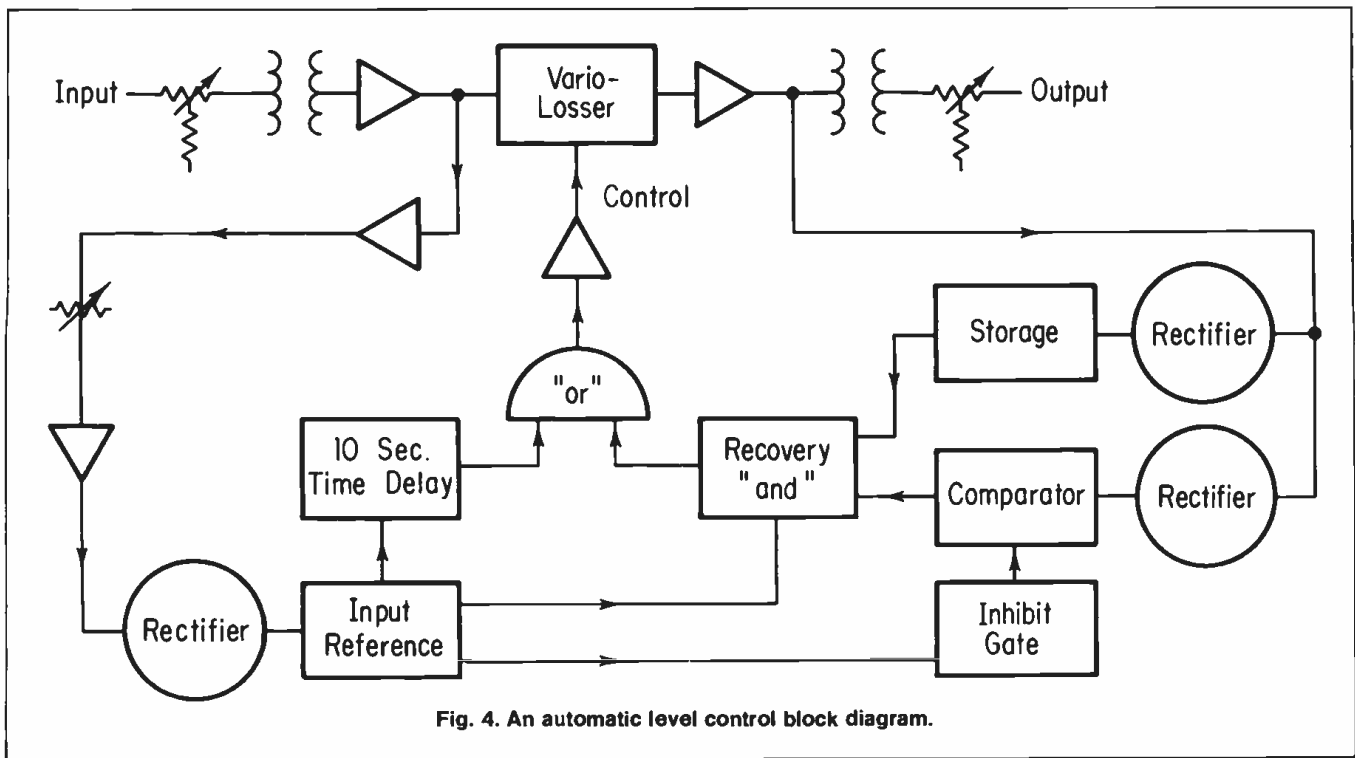 Input
Vario-
Losser
Output
Control
Storage
Rectifier
"or"
10 Sec.
Time Delay
Recovery
"and"
Comparator
Rectifier
Rectifier
Input
Reference
Inhibit
Gate
Fig. 4. An automatic level control block diagram.